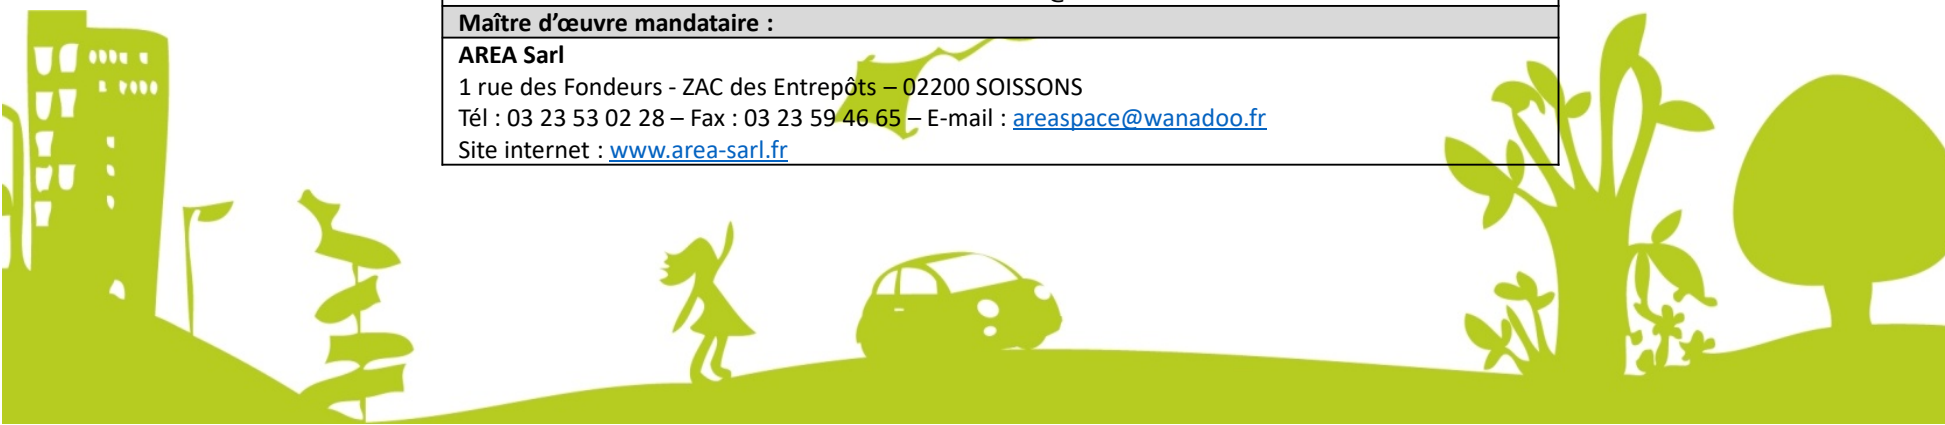 Maître d’œuvre mandataire :
AREA Sarl
1 rue des Fondeurs - ZAC des Entrepôts – 02200 SOISSONS
Tél : 03 23 53 02 28 – Fax : 03 23 59 46 65 – E-mail : areaspace@wanadoo.fr
Site internet : www.area-sarl.fr